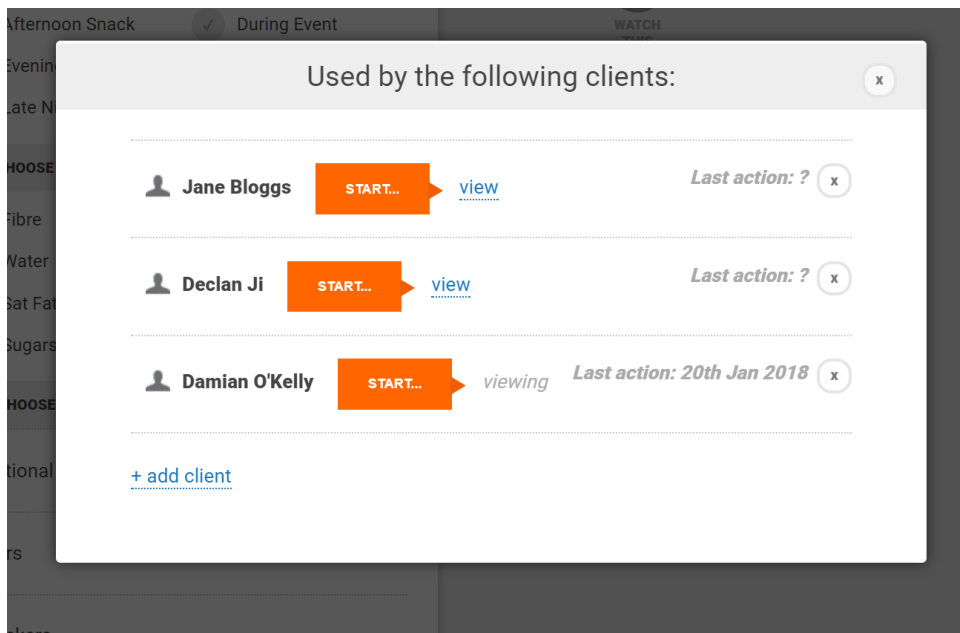 Afternoon Snack During Event
WATCH
THIS
Evenin
Late Ni
HOOSE
Fibre
Water
Sat Fat
Sugars
HOOSE
tional
rs
Used by the following clients:
x
Jane Bloggs START... view Last action: ? x
Declan Ji START... view Last action: ? x
Damian O'Kelly START... viewing Last action: 20th Jan 2018 x
+ add client